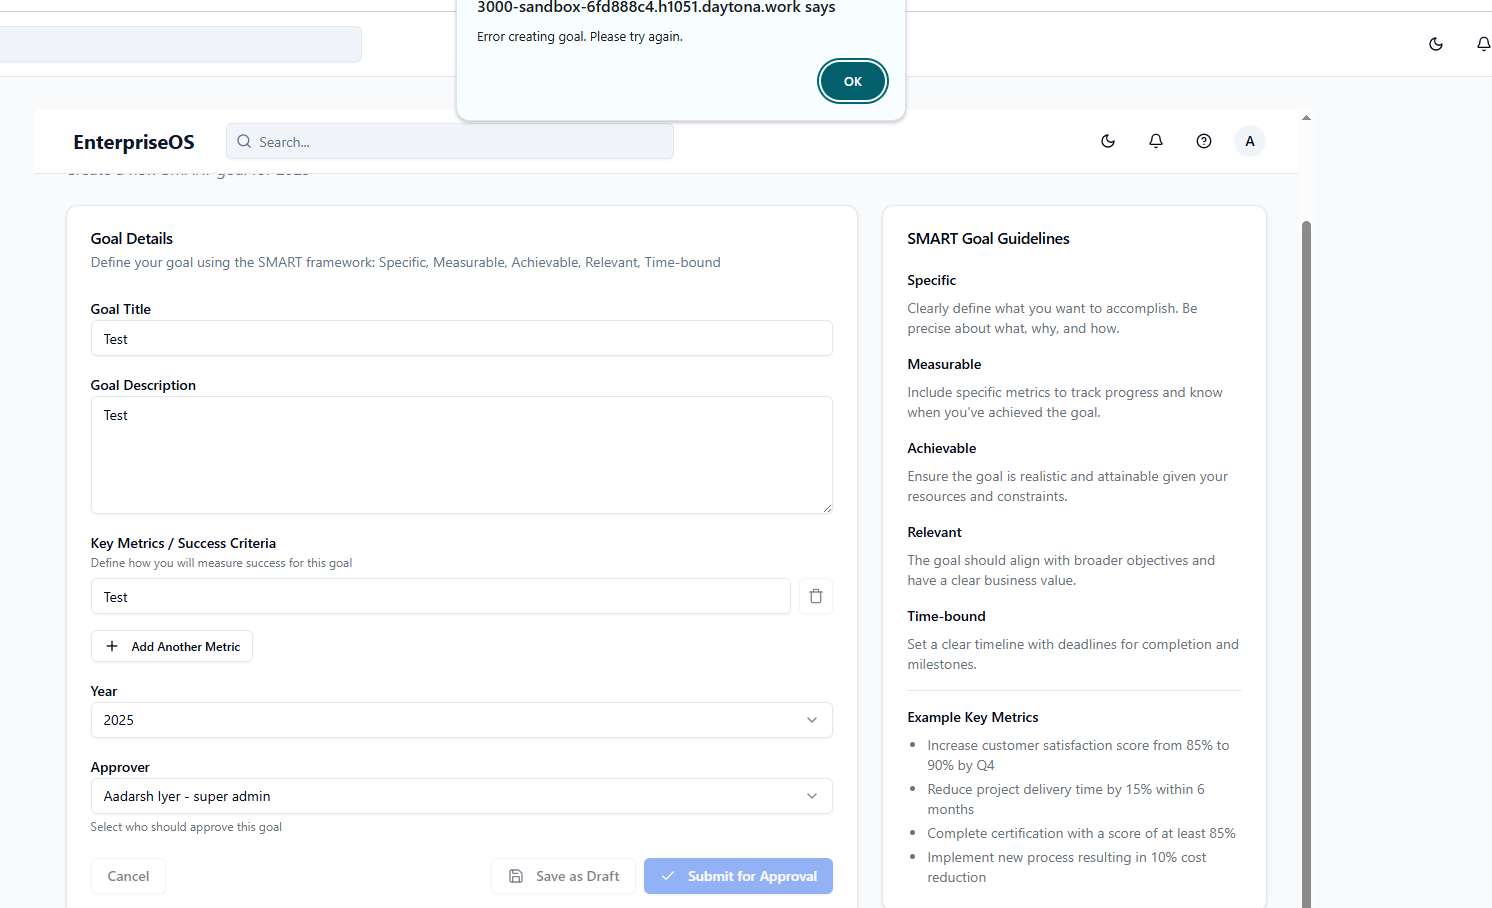 3000-sandbox-6fd888c4.h1051.daytona.work says
Error creating goal. Please try again.
OK
EnterpriseOS
Search...
A
Create a new SMART goal for 2025
Goal Details
Define your goal using the SMART framework: Specific, Measurable, Achievable, Relevant, Time-bound
Goal Title
Test
Goal Description
Test
Key Metrics / Success Criteria
Define how you will measure success for this goal
Test
Add Another Metric
Year
2025
Approver
Aadarsh Iyer - super admin
Select who should approve this goal
Cancel
Save as Draft
Submit for Approval
SMART Goal Guidelines
Specific
Clearly define what you want to accomplish. Be
precise about what, why, and how.
Measurable
Include specific metrics to track progress and know
when you've achieved the goal.
Achievable
Ensure the goal is realistic and attainable given your
resources and constraints.
Relevant
The goal should align with broader objectives and
have a clear business value.
Time-bound
Set a clear timeline with deadlines for completion and
milestones.
Example Key Metrics
Increase customer satisfaction score from 85% to
90% by Q4
Reduce project delivery time by 15% within 6
months
Complete certification with a score of at least 85%
Implement new process resulting in 10% cost
reduction